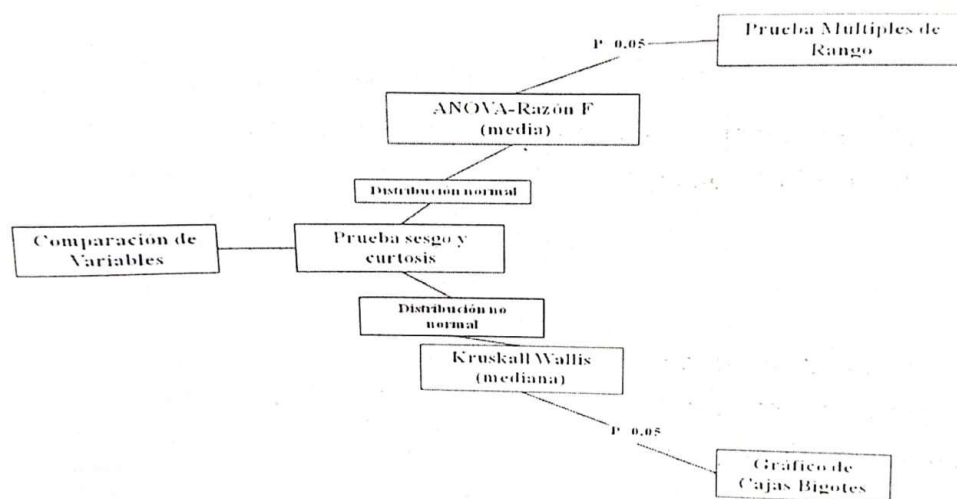 Prueba Multiples de
Rango
P 0.05
ANOVA-Razón F
(media)
Distribución normal
Comparación de
Variables
Prueba sesgo y
curtosis
Distribución no
normal
Kruskall Wallis
(mediana)
P 0.05
Gráfico de
Cajas Bigotes